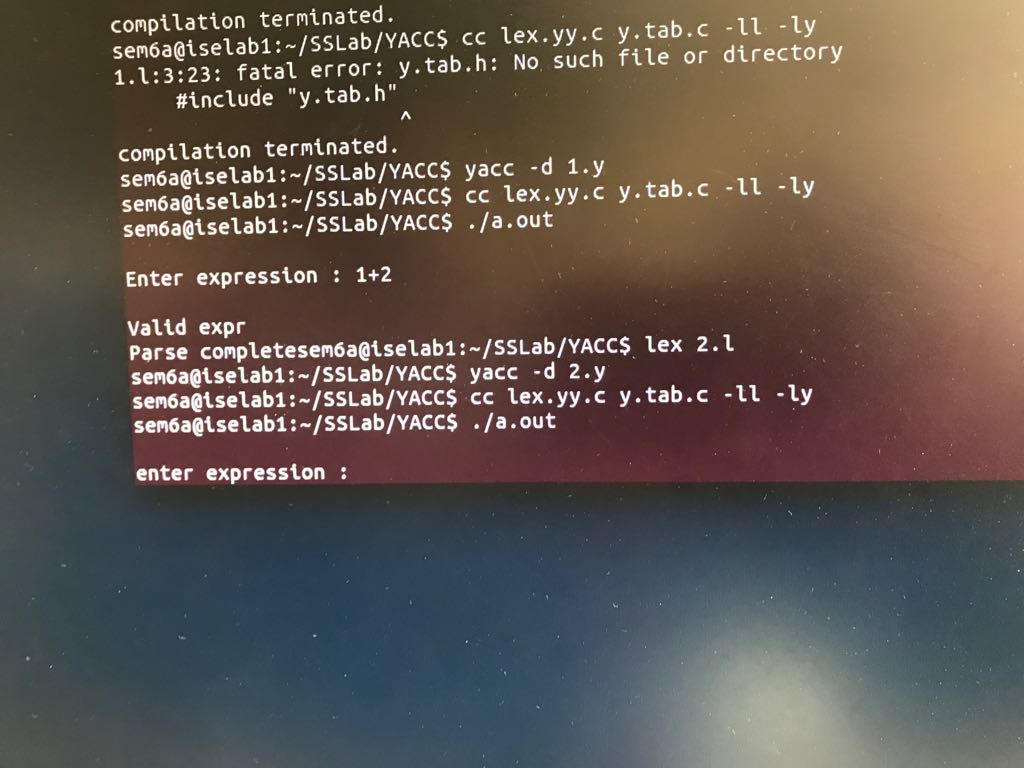 compilation terminated.
sem6a@iselab1:~/SSLab/YACC$ cc lex.yy.c y.tab.c -ll -ly
1.l:3:23: fatal error: y.tab.h: No such file or directory
#include "y.tab.h"
^
compilation terminated.
sem6a@iselab1:~/SSLab/YACC$ yacc -d 1.y
sem6a@iselab1:~/SSLab/YACC$ cc lex.yy.c y.tab.c -ll -ly
sem6a@iselab1:~/SSLab/YACC$ ./a.out
Enter expression : 1+2
Valid expr
Parse completesem6a@iselab1:~/SSLab/YACC$ lex 2.l
sem6a@iselab1:~/SSLab/YACC$ yacc -d 2.y
sem6a@iselab1:~/SSLab/YACC$ cc lex.yy.c y.tab.c -ll -ly
sem6a@iselab1:~/SSLab/YACC$ ./a.out
enter expression :